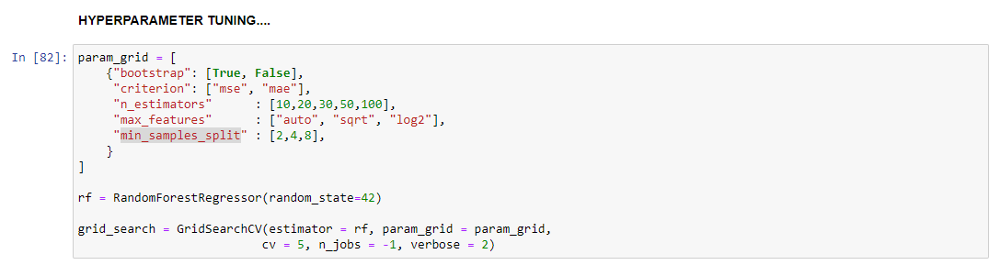 HYPERPARAMETER TUNING....
In [82]: param_grid = [
{"bootstrap": [True, False],
"criterion": ["mse", "mae"],
"n_estimators" : [10,20,30,50,100],
"max_features" : ["auto", "sqrt", "log2"],
"min_samples_split" : [2,4,8],
}
]
rf = RandomForestRegressor(random_state=42)
grid_search = GridSearchCV(estimator = rf, param_grid = param_grid,
cv = 5, n_jobs = -1, verbose = 2)